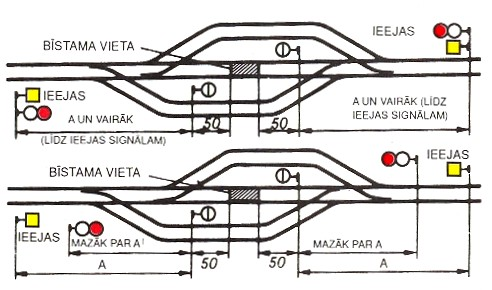 IEEJAS
BĪSTAMA VIETA
IEEJAS
A UN VAIRĀK
(LĪDZ IEEJAS SIGNĀLAM)
50
50
A UN VAIRĀK (LĪDZ
IEEJAS SIGNĀLAM)
IEEJAS
BĪSTAMA VIETA
IEEJAS
MAZĀK PAR A
A
50
50
MAZĀK PAR A
A